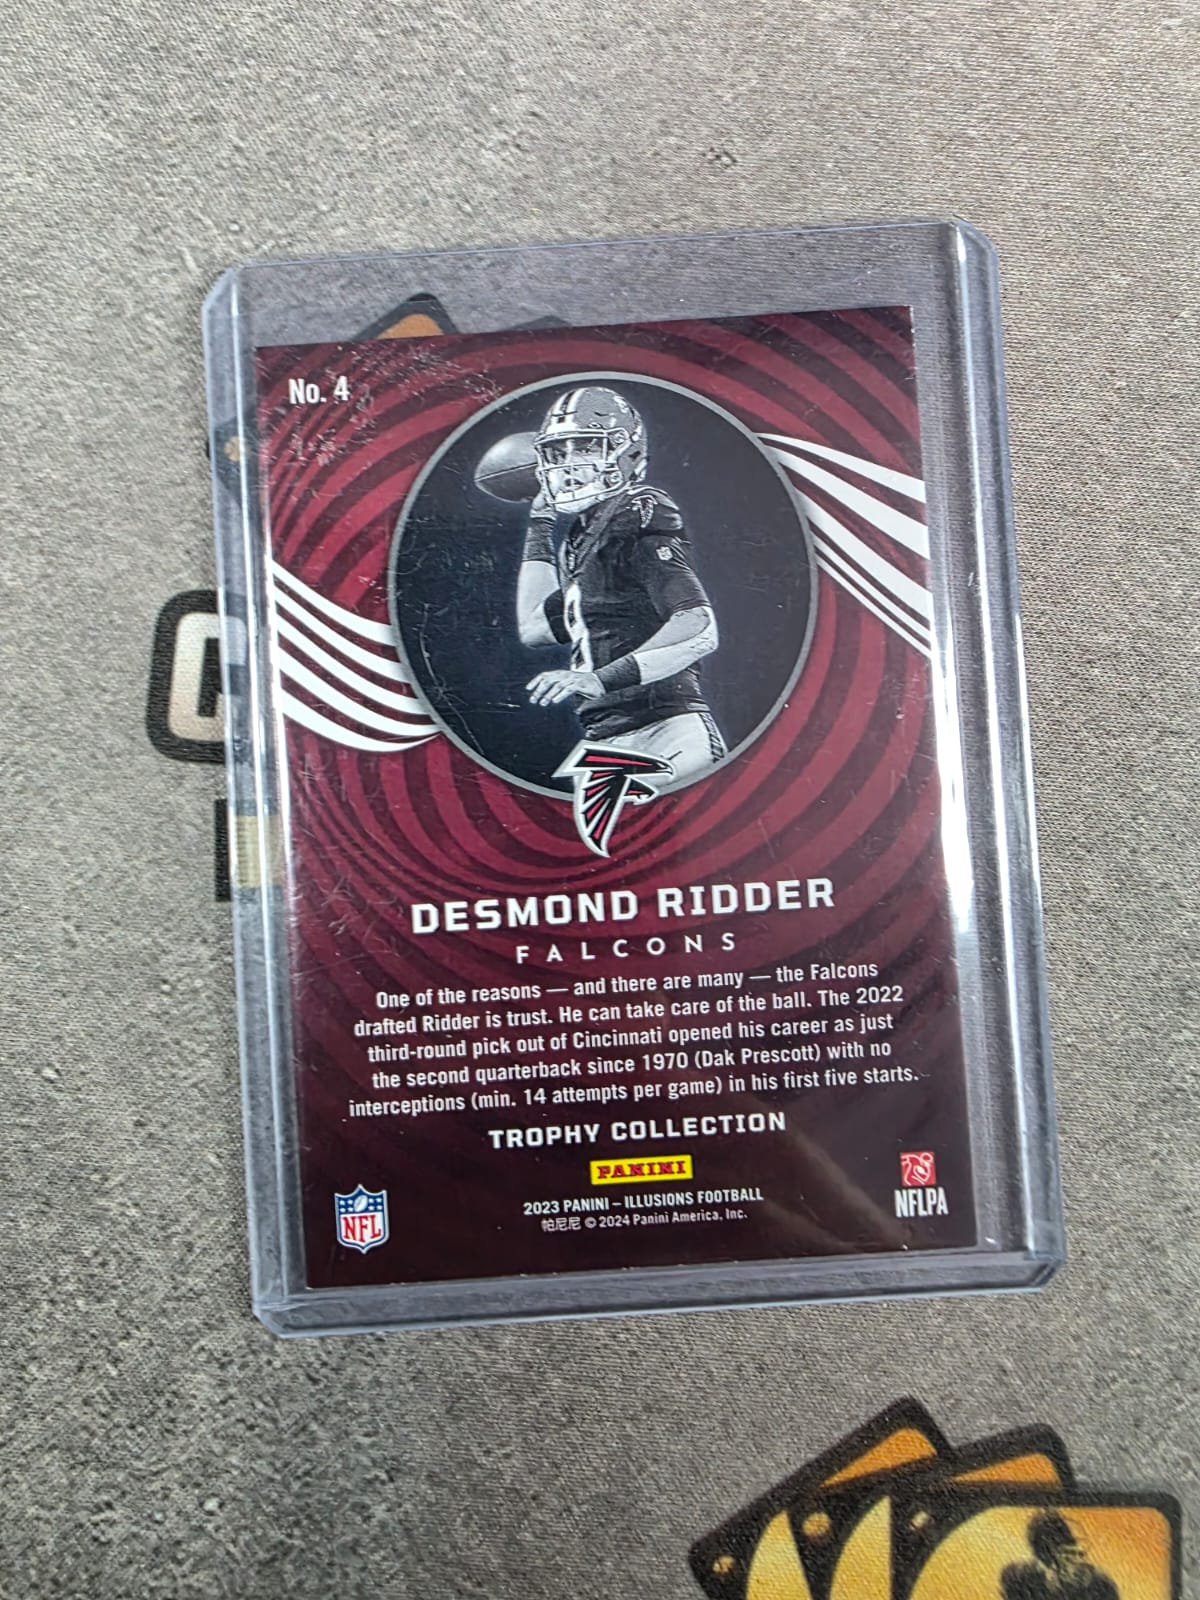 No. 4
DESMOND RIDDER
FALCONS
One of the reasons — and there are many — the Falcons
drafted Ridder is trust. He can take care of the ball. The 2022
third-round pick out of Cincinnati opened his career as just
the second quarterback since 1970 (Dak Prescott) with no
interceptions (min. 14 attempts per game) in his first five starts.
TROPHY COLLECTION
PANINI
2023 PANINI – ILLUSIONS FOOTBALL
帕尼尼 © 2024 Panini America, Inc.
NFL
NFLPA